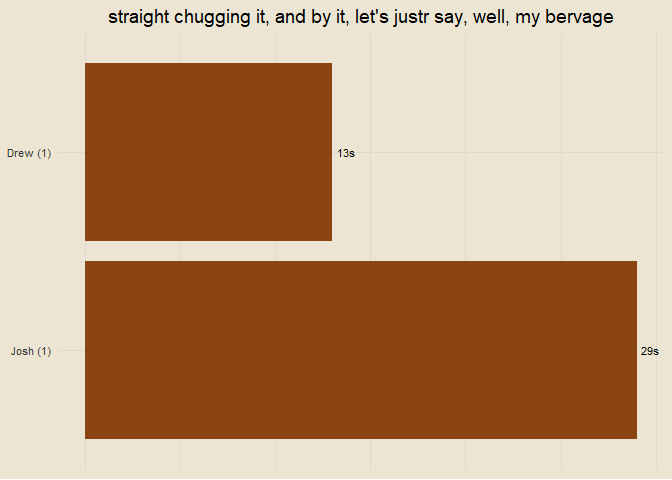 straight chugging it, and by it, let's justr say, well, my bervage
Drew (1)
13s
Josh (1)
29s